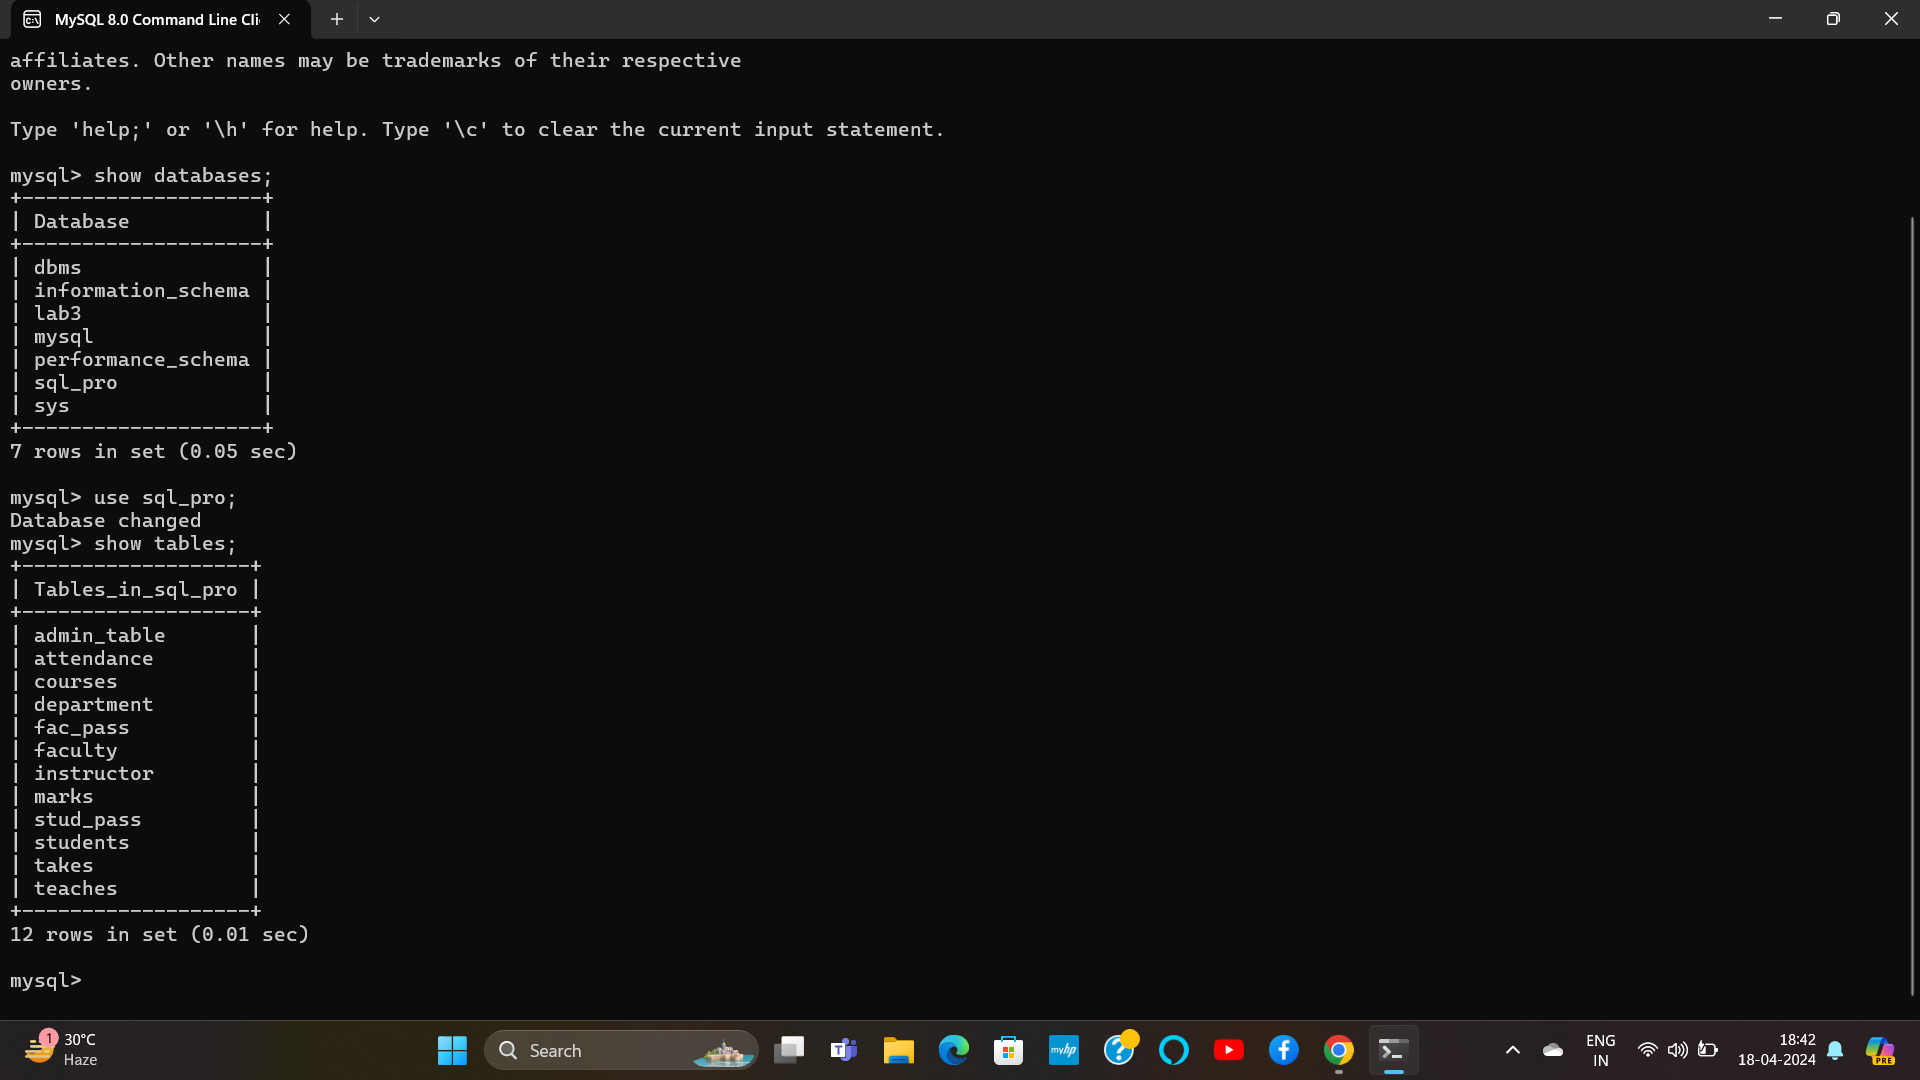 MySQL 8.0 Command Line Cli
affiliates. Other names may be trademarks of their respective
owners.
Type 'help;' or '\h' for help. Type '\c' to clear the current input statement.
mysql> show databases;
+--------------------+
| Database           |
+--------------------+
| dbms               |
| information_schema |
| lab3               |
| mysql              |
| performance_schema |
| sql_pro            |
| sys                |
+--------------------+
7 rows in set (0.05 sec)
mysql> use sql_pro;
Database changed
mysql> show tables;
+-------------------+
| Tables_in_sql_pro |
+-------------------+
| admin_table       |
| attendance        |
| courses           |
| department        |
| fac_pass          |
| faculty           |
| instructor        |
| marks             |
| stud_pass         |
| students          |
| takes             |
| teaches           |
+-------------------+
12 rows in set (0.01 sec)
mysql>
1
30°C
Haze
Search
T
myhp
?
ENG
IN
18:42
18-04-2024
PRE